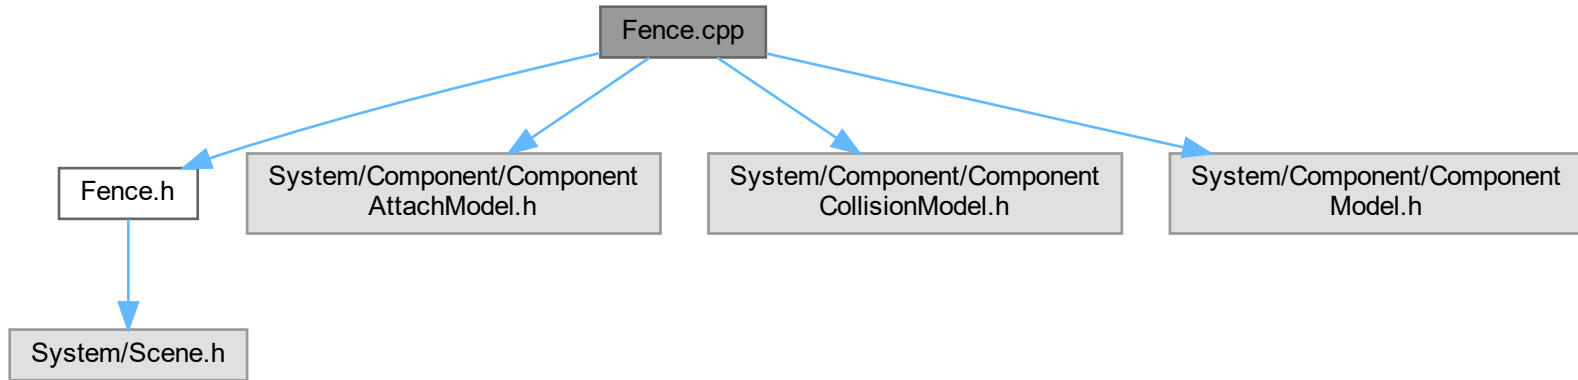 Fence.cpp
Fence.h
System/Component/Component
AttachModel.h
System/Component/Component
CollisionModel.h
System/Component/Component
Model.h
System/Scene.h